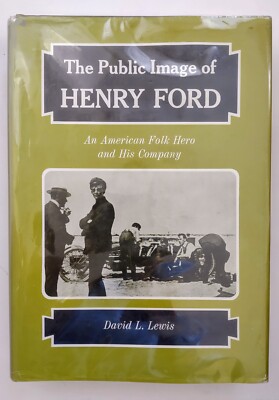 The Public Image of
HENRY FORD
An American Folk Hero
and His Company
David L. Lewis